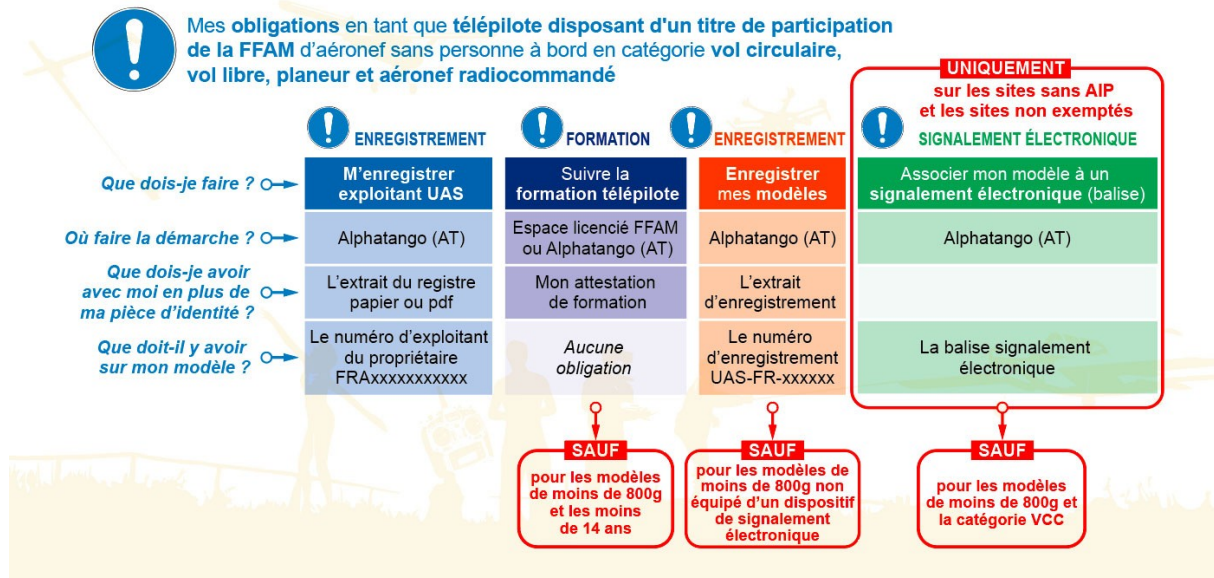 Mes obligations en tant que télépilote disposant d'un titre de participation
de la FFAM d'aéronef sans personne à bord en catégorie vol circulaire,
vol libre, planeur et aéronef radiocommandé
UNIQUEMENT
sur les sites sans AIP
et les sites non exemptés
ENREGISTREMENT
FORMATION
ENREGISTREMENT
SIGNALEMENT ÉLECTRONIQUE
Que dois-je faire ?
M'enregistrer
exploitant UAS
Suivre la
formation télépilote
Enregistrer
mes modèles
Associer mon modèle à un
signalement électronique (balise)
Où faire la démarche ?
Alphatango (AT)
Espace licencié FFAM
ou Alphatango (AT)
Alphatango (AT)
Alphatango (AT)
Que dois-je avoir
avec moi en plus de
ma pièce d'identité ?
L'extrait du registre
papier ou pdf
Mon attestation
de formation
L'extrait
d'enregistrement
Que doit-il y avoir
sur mon modèle ?
Le numéro d'exploitant
du propriétaire
FRAxxxxxxxxxxx
Aucune
obligation
Le numéro
d'enregistrement
UAS-FR-xxxxxx
La balise signalement
électronique
SAUF
pour les modèles
de moins de 800g
et les moins
de 14 ans
SAUF
pour les modèles de
moins de 800g non
équipé d'un dispositif
de signalement
électronique
SAUF
pour les modèles
de moins de 800g et
la catégorie VCC